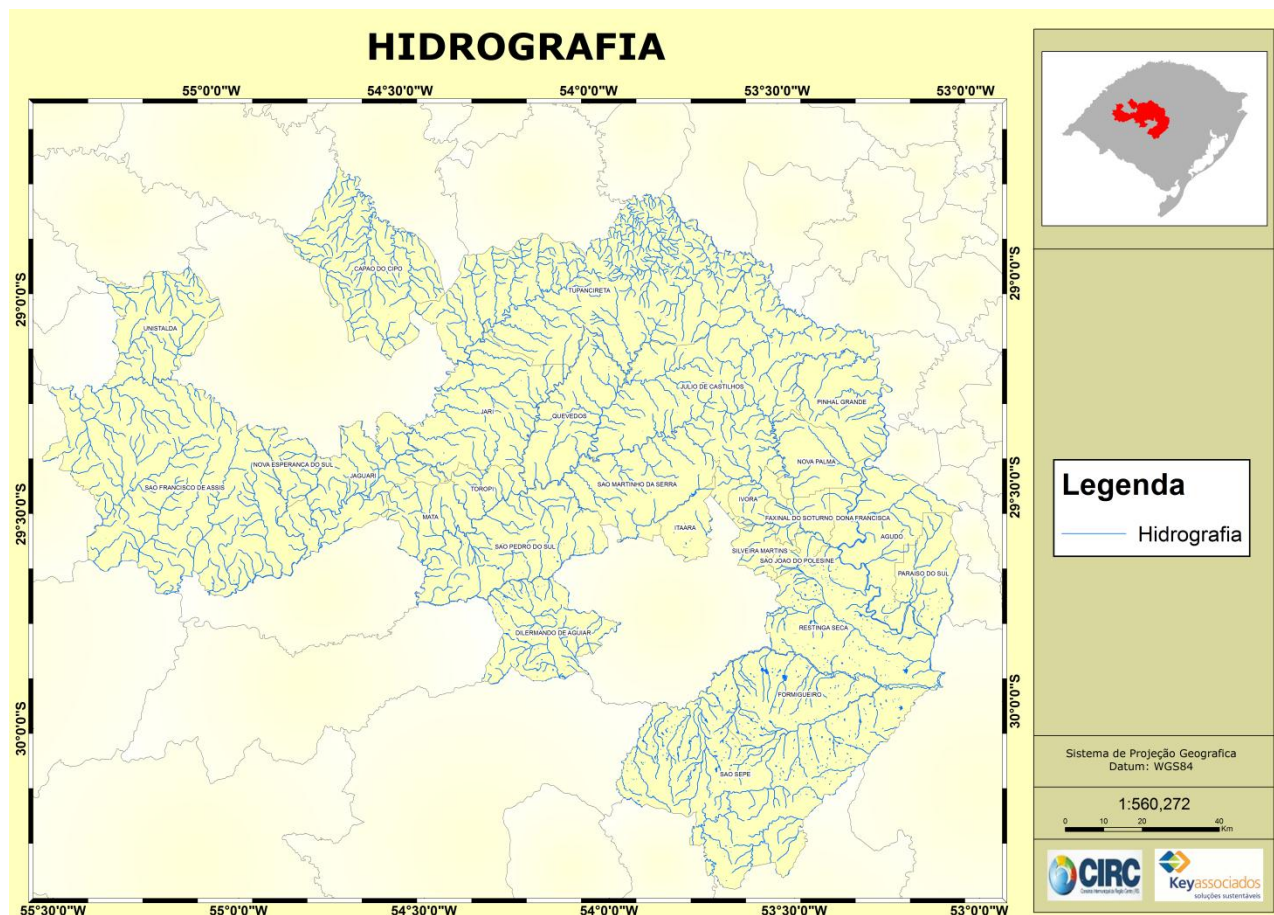 HIDROGRAFIA
55°0'0"W 54°30'0"W 54°0'0"W 53°30'0"W 53°0'0"W
29°0'0"S
29°30'0"S
30°0'0"S
29°0'0"S
29°30'0"S
30°0'0"S
CAPAO DO CIPO
TUPANCIRETA
UNISTALDA
JULIO DE CASTILHOS
PINHAL GRANDE
JARI
QUEVEDOS
NOVA ESPERANCA DO SUL
NOVA PALMA
JAGUARI
SAO FRANCISCO DE ASSIS
TOROPI
SAO MARTINHO DA SERRA
IVORA
MATA
FAXINAL DO SOTURNO
DONA FRANCISCA
ITAARA
AGUDO
SAO PEDRO DO SUL
SILVEIRA MARTINS
SAO JOAO DO POLESINE
PARAISO DO SUL
RESTINGA SECA
DILERMANDO DE AGUIAR
FORMIGUEIRO
SAO SEPE
55°30'0"W 55°0'0"W 54°30'0"W 54°0'0"W 53°30'0"W 53°0'0"W
Legenda
Hidrografia
Sistema de Projeção Geografica
Datum: WGS84
1:560,272
0 10 20 40
Km
CIRC
Keyassociados
soluções sustentáveis